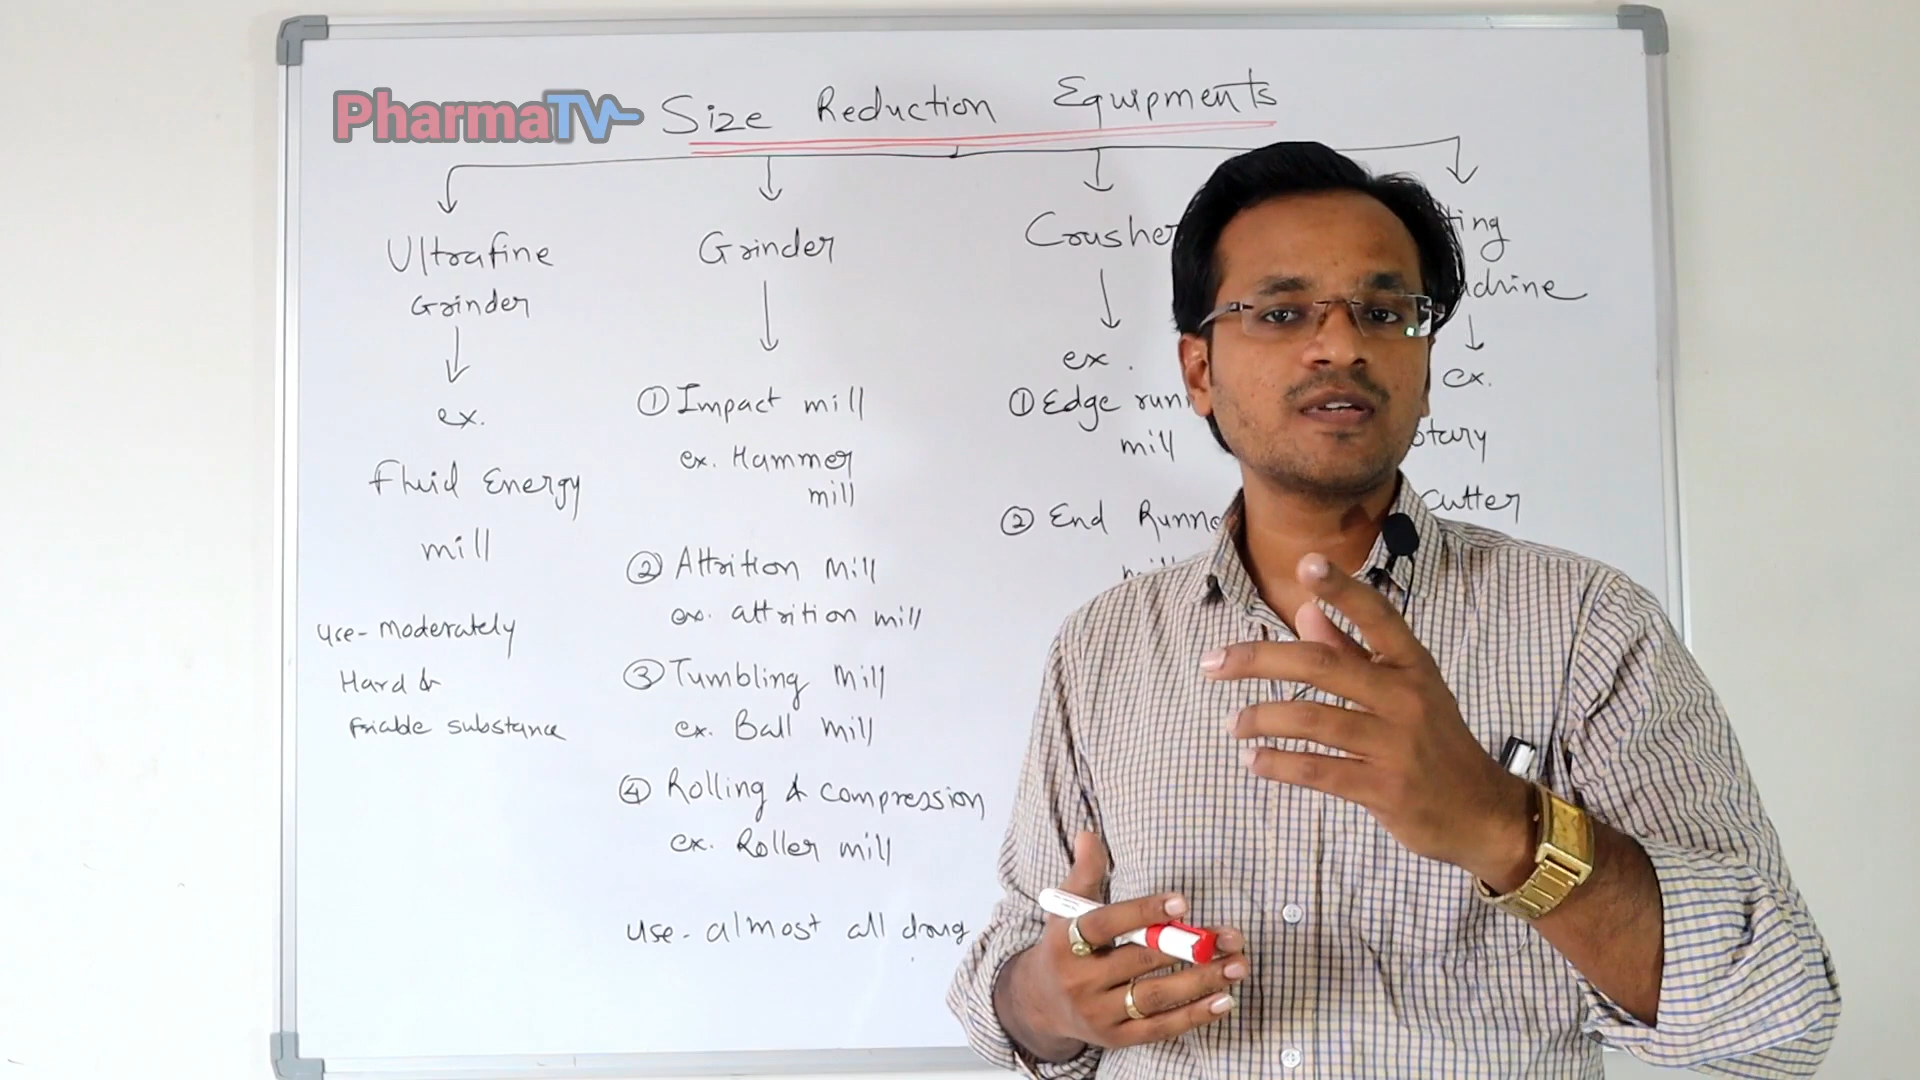 PharmaTV
Size Reduction Equipments
Ultrafine
Grinder
ex.
Fluid Energy
mill
Use - Moderately
Hard &
Friable substance
Grinder
① Impact mill
ex. Hammer
mill
② Attrition Mill
ex. attrition mill
③ Tumbling Mill
ex. Ball Mill
④ Rolling & compression
ex. Roller mill
Use - almost all drug
Crusher
ex.
① Edge
mill
② End
ex.
Cutter